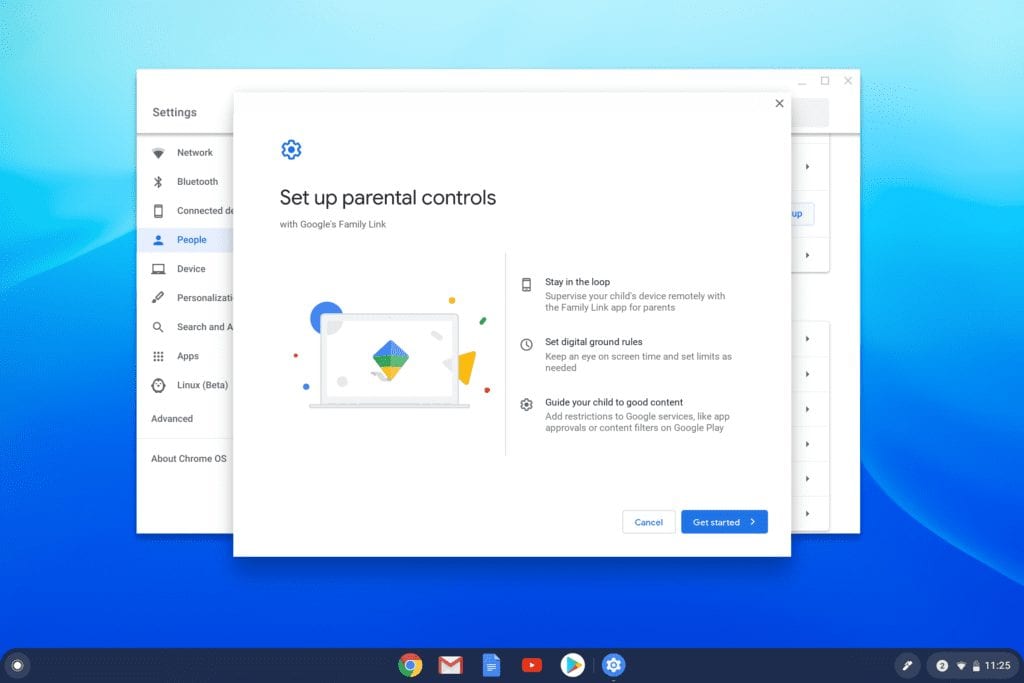 Settings
Network
Bluetooth
Connected de
People
Device
Personalizati
Search and A
Apps
Linux (Beta)
Advanced
About Chrome OS
up
Set up parental controls
with Google's Family Link
Stay in the loop
Supervise your child's device remotely with
the Family Link app for parents
Set digital ground rules
Keep an eye on screen time and set limits as
needed
Guide your child to good content
Add restrictions to Google services, like app
approvals or content filters on Google Play
Cancel
Get started
2
11:25